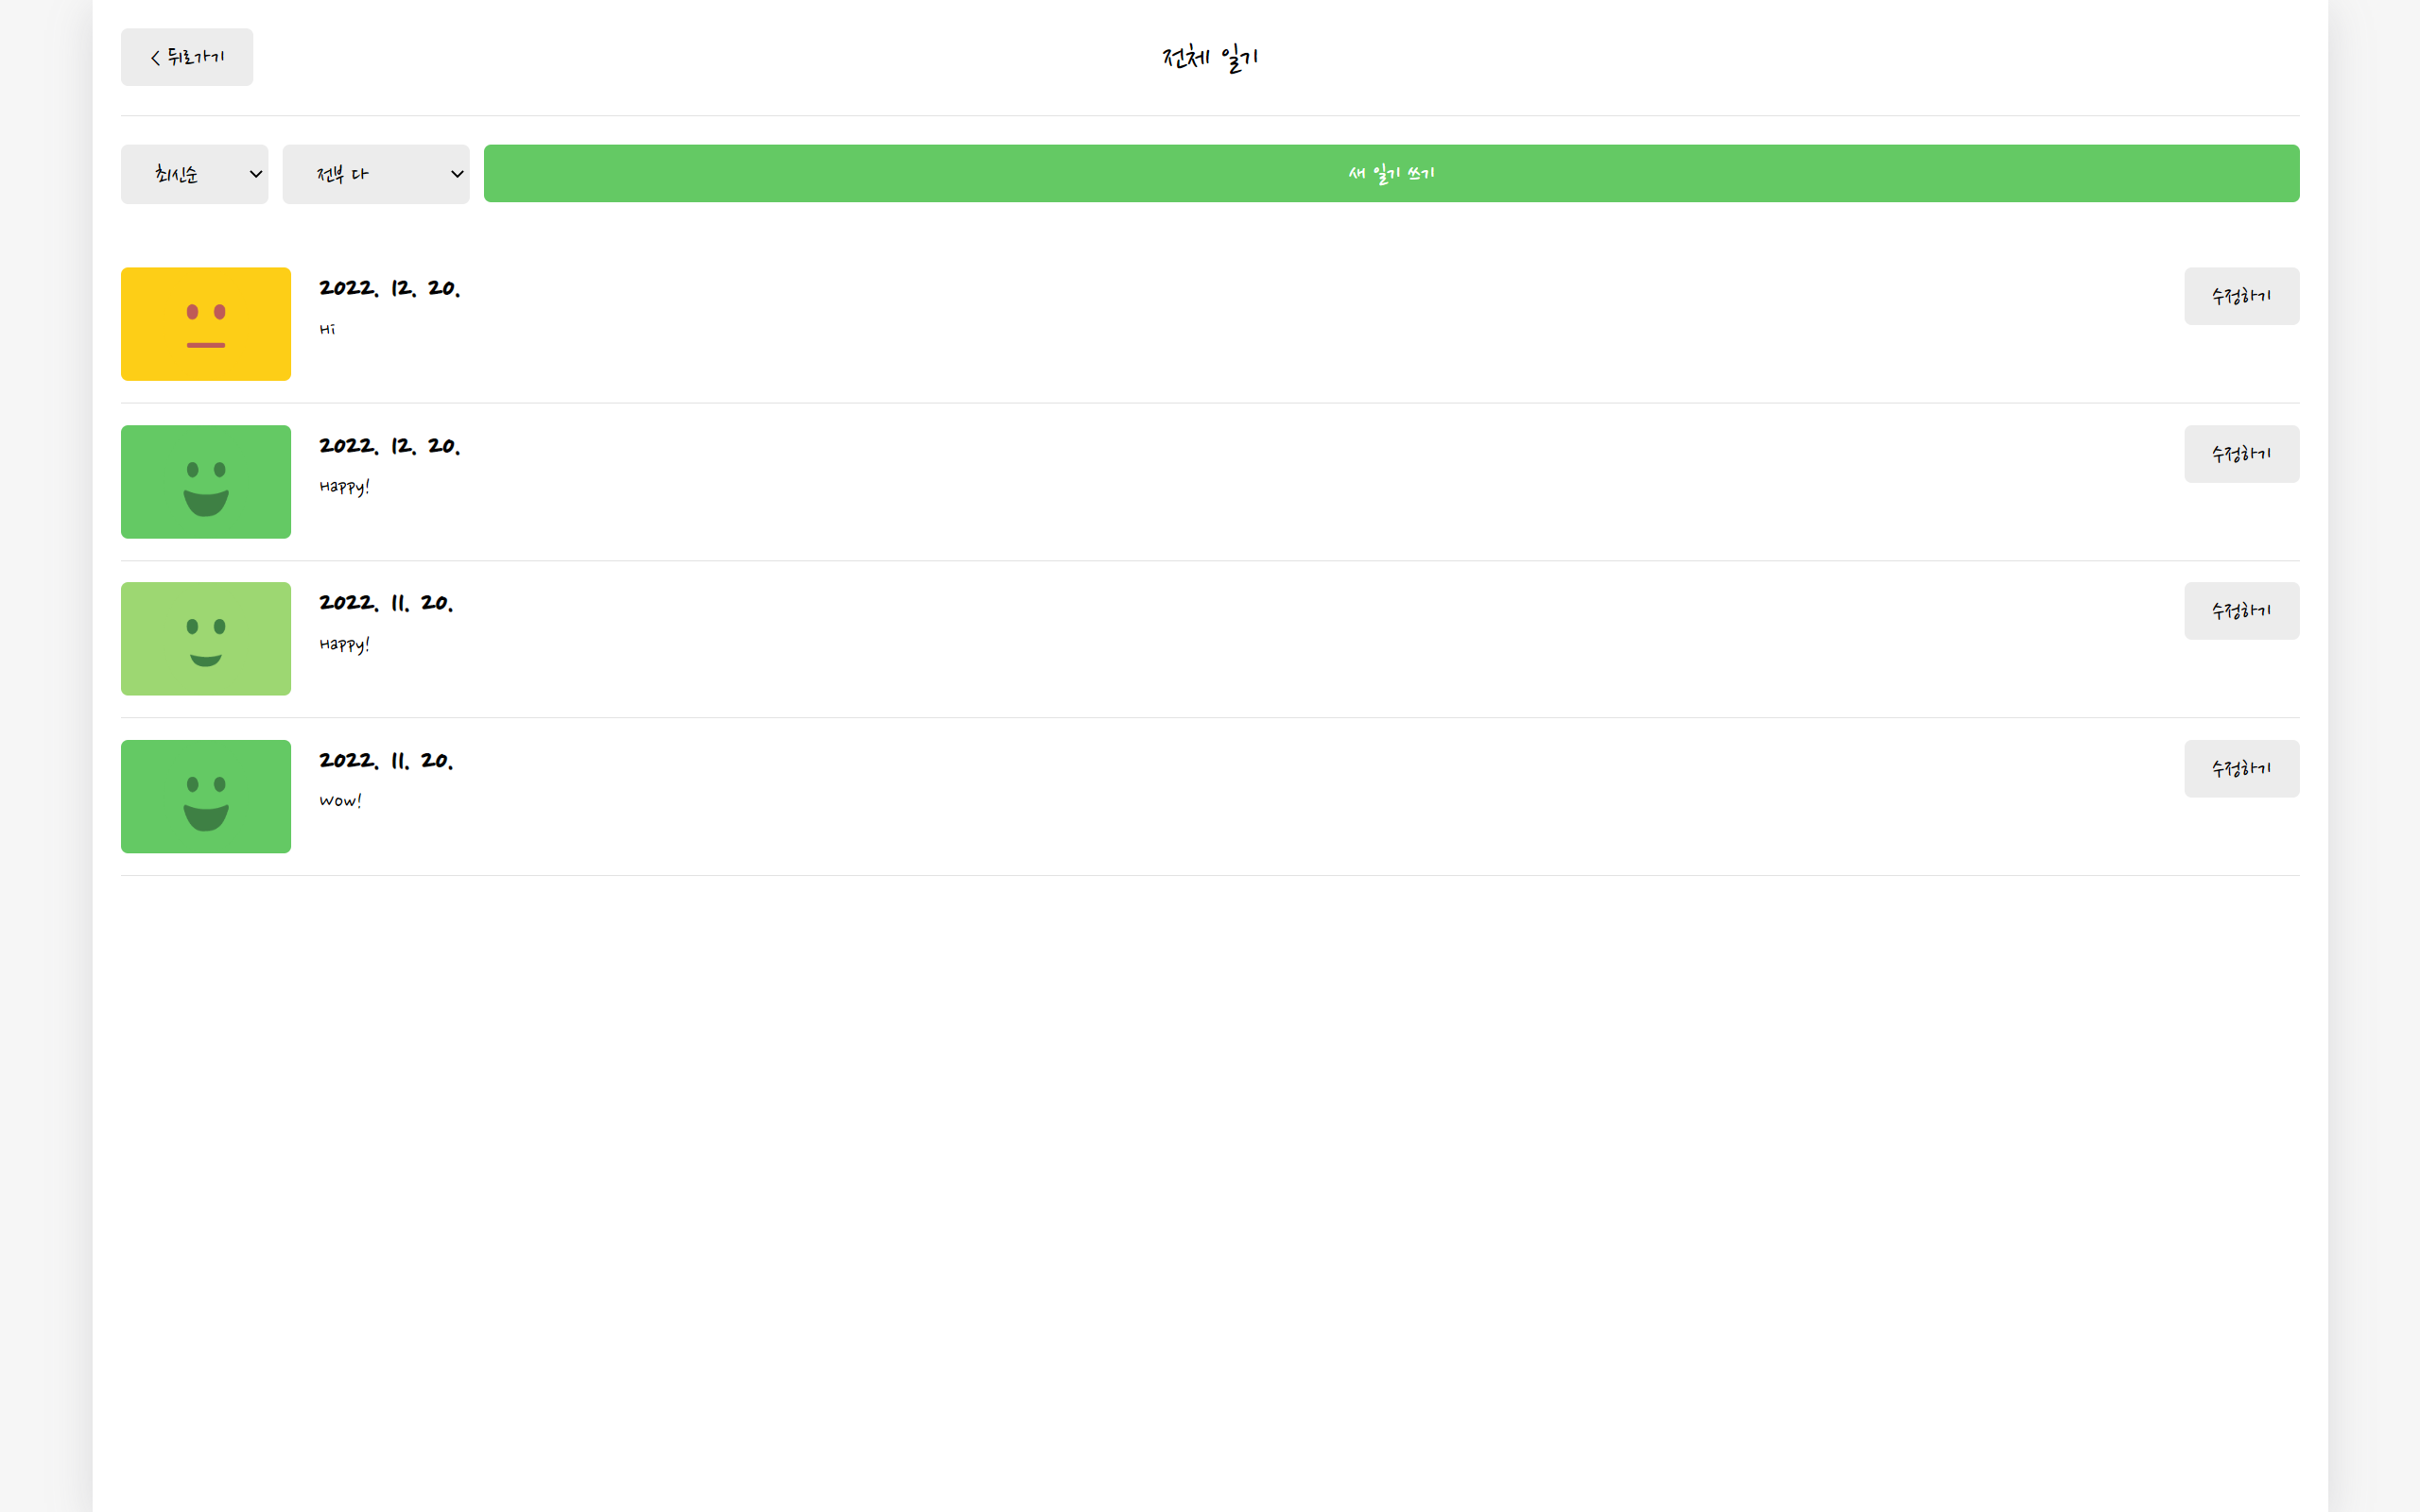 < 뒤로가기
전체 일기
최신순
전부 다
새 일기 쓰기
2022. 12. 20.
Hi
수정하기
2022. 12. 20.
Happy!
수정하기
2022. 11. 20.
Happy!
수정하기
2022. 11. 20.
Wow!
수정하기